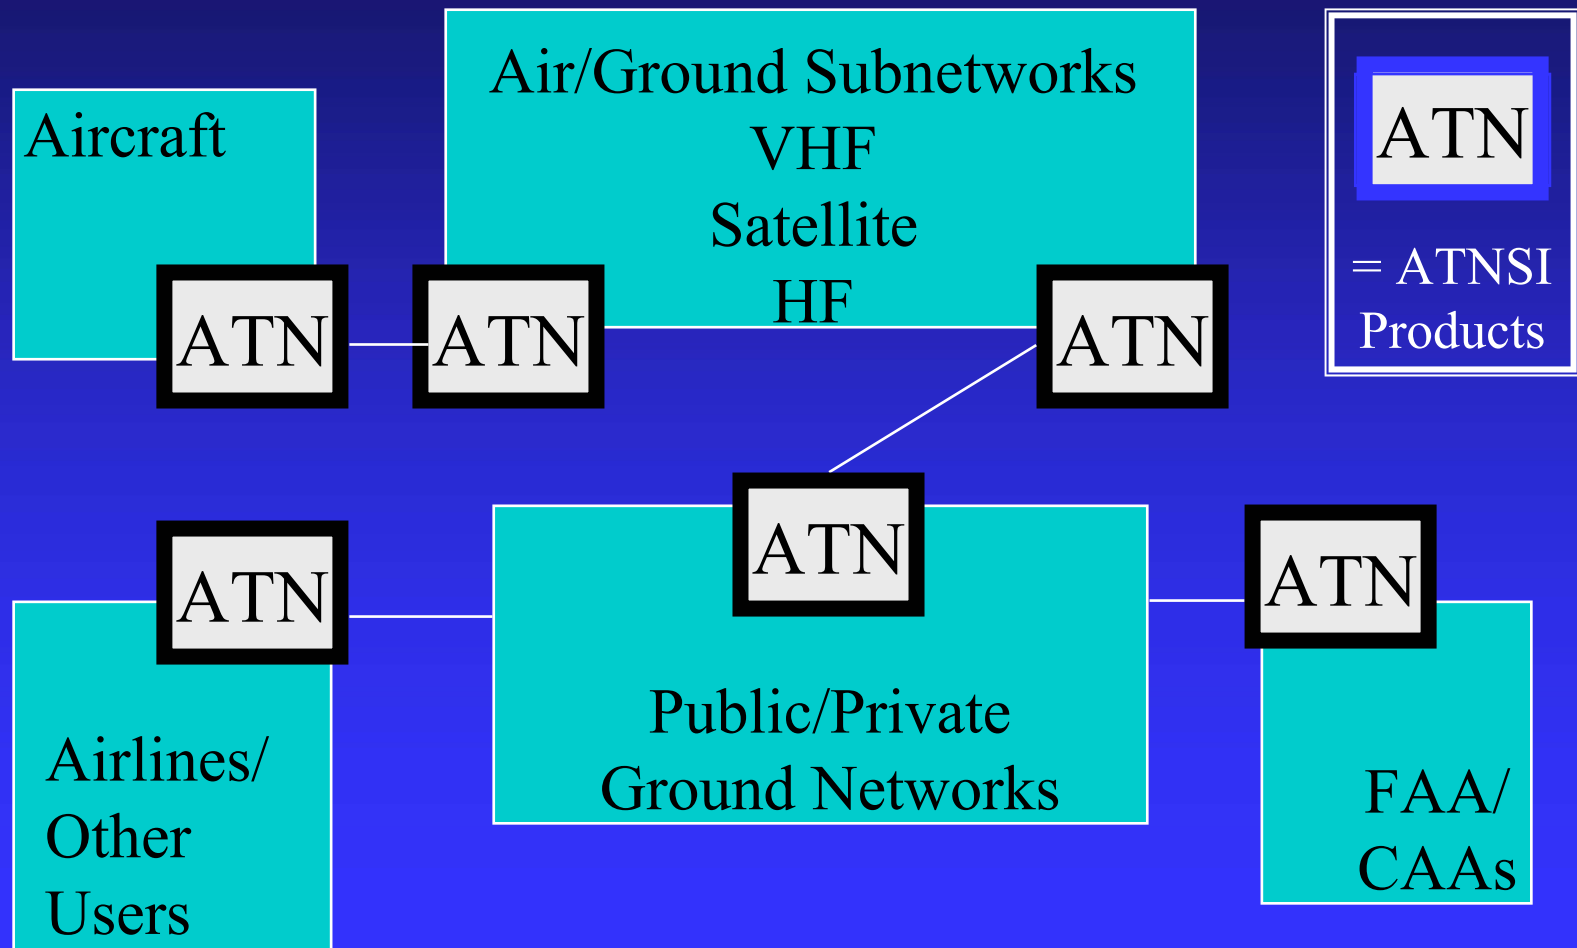 Aircraft
ATN
Air/Ground Subnetworks
VHF
Satellite
HF
ATN
ATN
ATN
= ATNSI
Products
ATN
Airlines/
Other
Users
ATN
Public/Private
Ground Networks
ATN
FAA/
CAAs